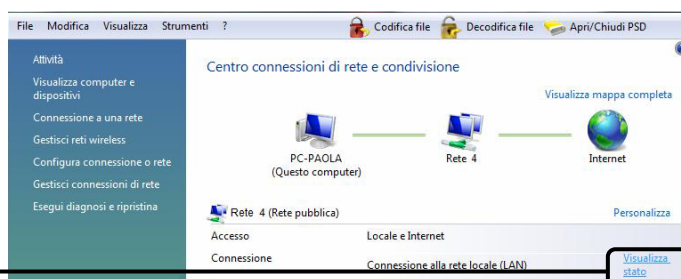 File Modifica Visualizza Strumenti ?
Codifica file Decodifica file Apri/Chiudi PSD
Attività
Visualizza computer e
dispositivi
Connessione a una rete
Gestisci reti wireless
Configura connessione o rete
Gestisci connessioni di rete
Esegui diagnosi e ripristina
Centro connessioni di rete e condivisione
Visualizza mappa completa
PC-PAOLA
(Questo computer)
Rete 4
Internet
Rete 4 (Rete pubblica)
Personalizza
Accesso
Locale e Internet
Connessione
Connessione alla rete locale (LAN)
Visualizza
stato